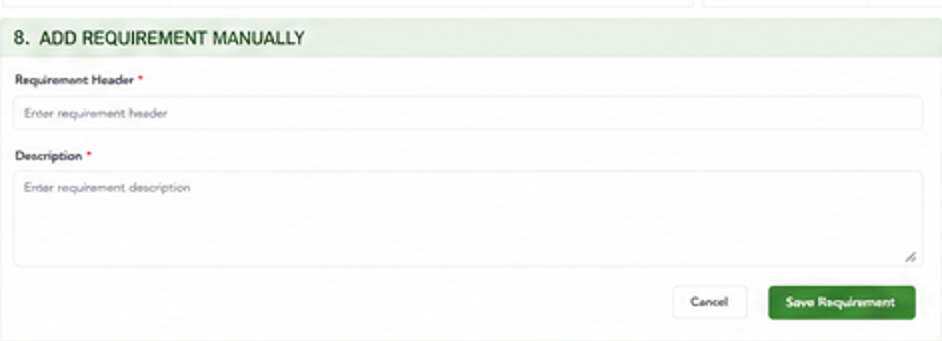 8. ADD REQUIREMENT MANUALLY
Requirement Header *
Enter requirement header
Description *
Enter requirement description
Cancel
Save Requirement